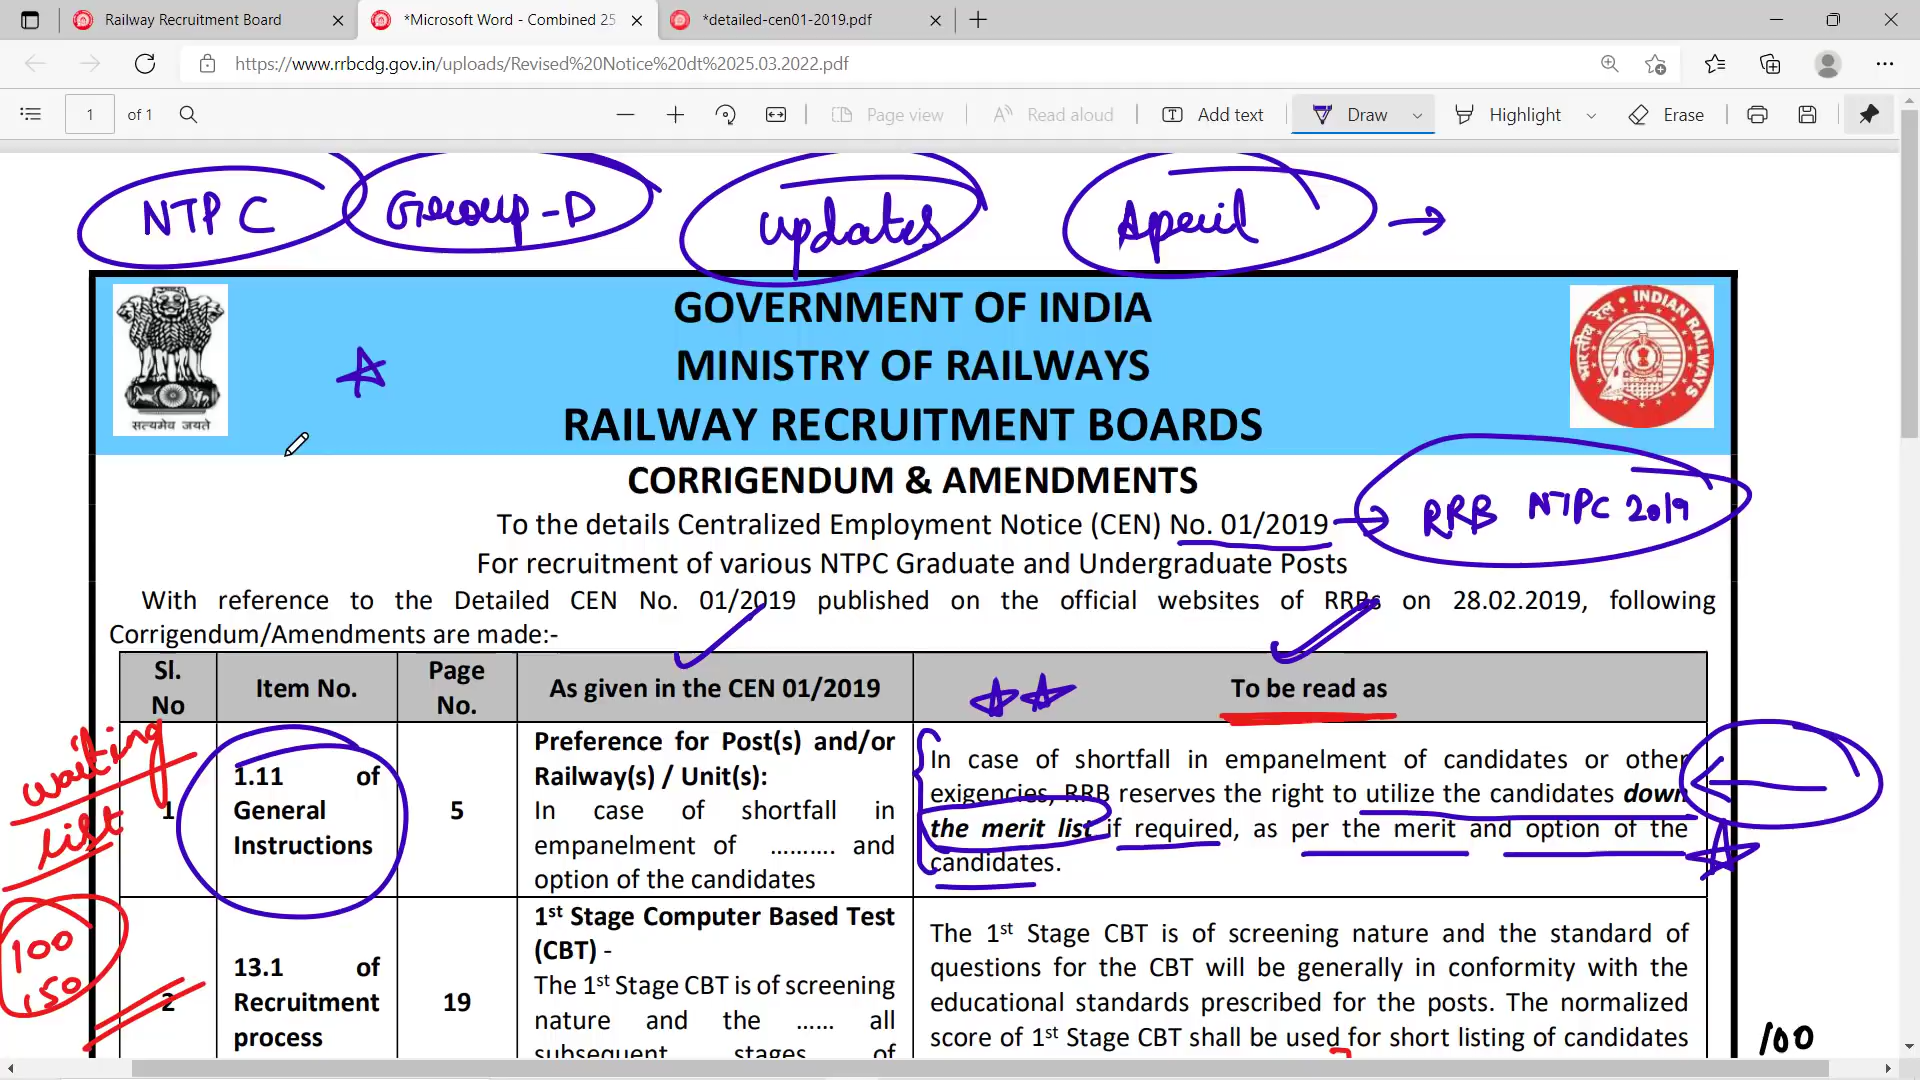 Railway Recruitment Board
*Microsoft Word - Combined 25
*detailed-cen01-2019.pdf
https://www.rrbcdg.gov.in/uploads/Revised%20Notice%20dt%2025.03.2022.pdf
1 of 1
Page view
Read aloud
Add text
Draw
Highlight
Erase
NTPC Group-D updates April →
GOVERNMENT OF INDIA
MINISTRY OF RAILWAYS
RAILWAY RECRUITMENT BOARDS
सत्यमेव जयते
भारतीय रेल INDIAN RAILWAYS
CORRIGENDUM & AMENDMENTS
To the details Centralized Employment Notice (CEN) No. 01/2019
→ RRB NTPC 2019
For recruitment of various NTPC Graduate and Undergraduate Posts
With reference to the Detailed CEN No. 01/2019 published on the official websites of RRBs on 28.02.2019, following
Corrigendum/Amendments are made:-
Sl. No
Item No.
Page No.
As given in the CEN 01/2019
To be read as
waiting
list
100
150
1
1.11 of
General
Instructions
5
Preference for Post(s) and/or
Railway(s) / Unit(s):
In case of shortfall in
empanelment of .......... and
option of the candidates
In case of shortfall in empanelment of candidates or other
exigencies, RRB reserves the right to utilize the candidates down
the merit list if required, as per the merit and option of the
candidates.
2
13.1 of
Recruitment
process
19
1st Stage Computer Based Test
(CBT) -
The 1st Stage CBT is of screening
nature and the ...... all
subsequent stages of
The 1st Stage CBT is of screening nature and the standard of
questions for the CBT will be generally in conformity with the
educational standards prescribed for the posts. The normalized
score of 1st Stage CBT shall be used for short listing of candidates
100